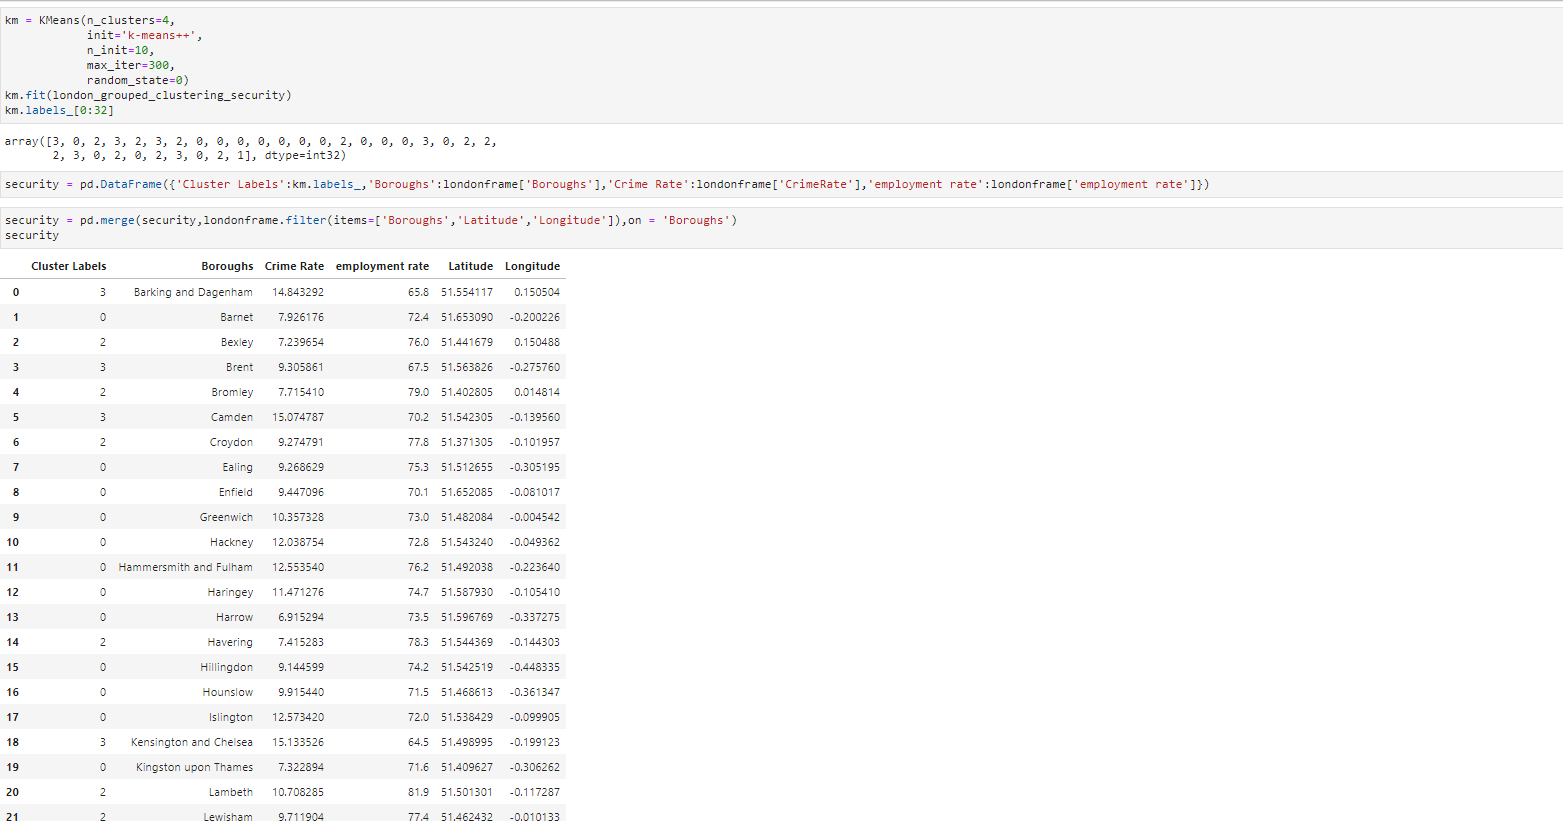 km = KMeans(n_clusters=4,
init='k-means++',
n_init=10,
max_iter=300,
random_state=0)
km.fit(london_grouped_clustering_security)
km.labels_[0:32]
array([3, 0, 2, 3, 2, 3, 2, 0, 0, 0, 0, 0, 0, 0, 2, 0, 0, 0, 3, 0, 2, 2,
2, 3, 0, 2, 0, 2, 3, 0, 2, 1], dtype=int32)
security = pd.DataFrame({'Cluster Labels':km.labels_,'Boroughs':londonframe['Boroughs'],'Crime Rate':londonframe['CrimeRate'],'employment rate':londonframe['employment rate']})
security = pd.merge(security,londonframe.filter(items=['Boroughs','Latitude','Longitude']),on = 'Boroughs')
security
Cluster Labels Boroughs Crime Rate employment rate Latitude Longitude
0 3 Barking and Dagenham 14.843292 65.8 51.554117 0.150504
1 0 Barnet 7.926176 72.4 51.653090 -0.200226
2 2 Bexley 7.239654 76.0 51.441679 0.150488
3 3 Brent 9.305861 67.5 51.563826 -0.275760
4 2 Bromley 7.715410 79.0 51.402805 0.014814
5 3 Camden 15.074787 70.2 51.542305 -0.139560
6 2 Croydon 9.274791 77.8 51.371305 -0.101957
7 0 Ealing 9.268629 75.3 51.512655 -0.305195
8 0 Enfield 9.447096 70.1 51.652085 -0.081017
9 0 Greenwich 10.357328 73.0 51.482084 -0.004542
10 0 Hackney 12.038754 72.8 51.543240 -0.049362
11 0 Hammersmith and Fulham 12.553540 76.2 51.492038 -0.223640
12 0 Haringey 11.471276 74.7 51.587930 -0.105410
13 0 Harrow 6.915294 73.5 51.596769 -0.337275
14 2 Havering 7.415283 78.3 51.544369 -0.144303
15 0 Hillingdon 9.144599 74.2 51.542519 -0.448335
16 0 Hounslow 9.915440 71.5 51.468613 -0.361347
17 0 Islington 12.573420 72.0 51.538429 -0.099905
18 3 Kensington and Chelsea 15.133526 64.5 51.498995 -0.199123
19 0 Kingston upon Thames 7.322894 71.6 51.409627 -0.306262
20 2 Lambeth 10.708285 81.9 51.501301 -0.117287
21 2 Lewisham 9.711904 77.4 51.462432 -0.010133